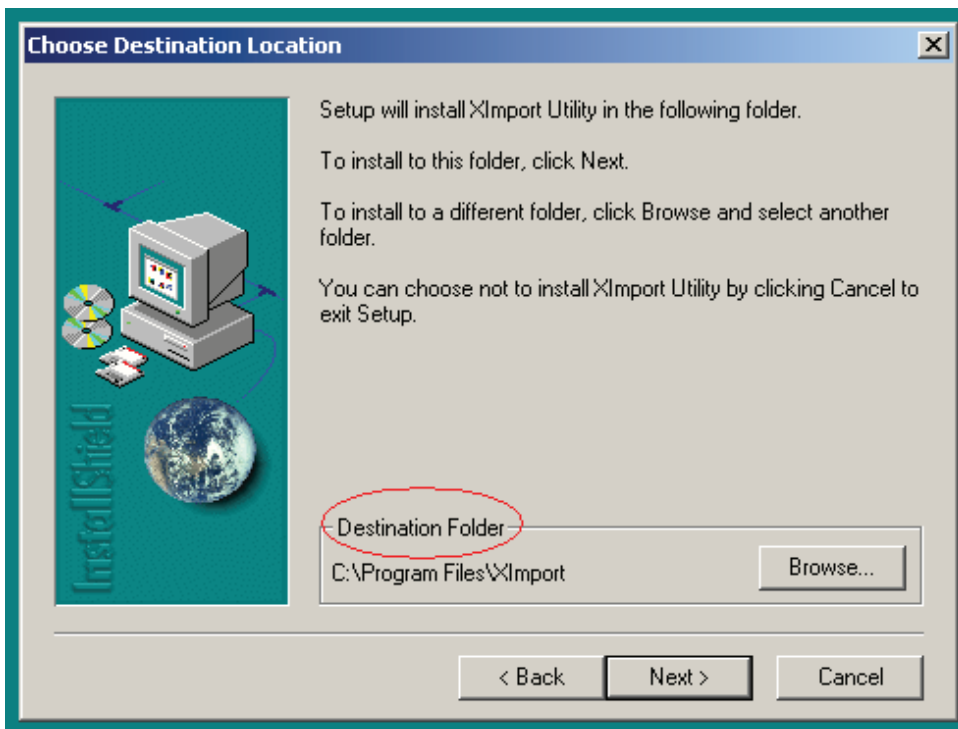 Choose Destination Location
Setup will install XImport Utility in the following folder.
To install to this folder, click Next.
To install to a different folder, click Browse and select another
folder.
You can choose not to install XImport Utility by clicking Cancel to
exit Setup.
InstallShield
Destination Folder
C:\Program Files\XImport
Browse...
< Back
Next >
Cancel